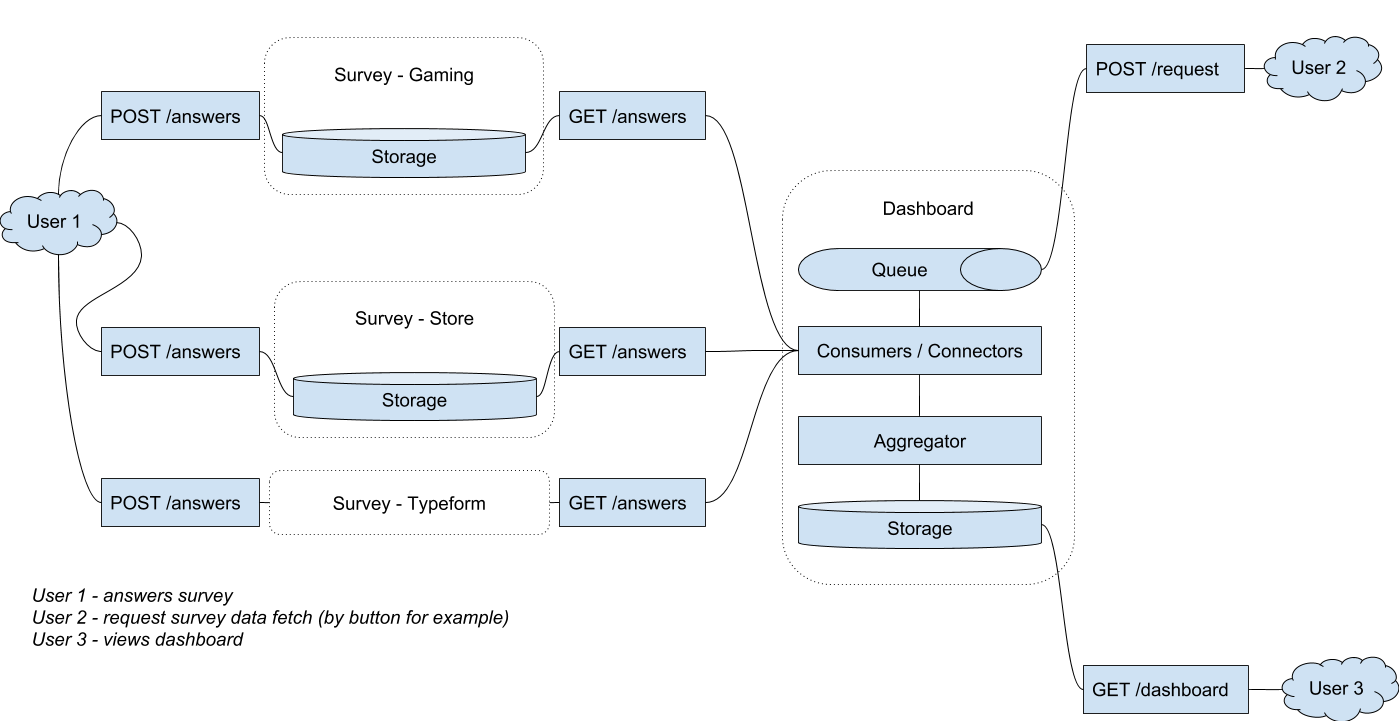 POST /request
User 2
Survey - Gaming
POST /answers
GET /answers
Storage
User 1
Dashboard
Queue
Survey - Store
POST /answers
GET /answers
Consumers / Connectors
Storage
Aggregator
POST /answers
Survey - Typeform
GET /answers
Storage
User 1 - answers survey
User 2 - request survey data fetch (by button for example)
User 3 - views dashboard
GET /dashboard
User 3